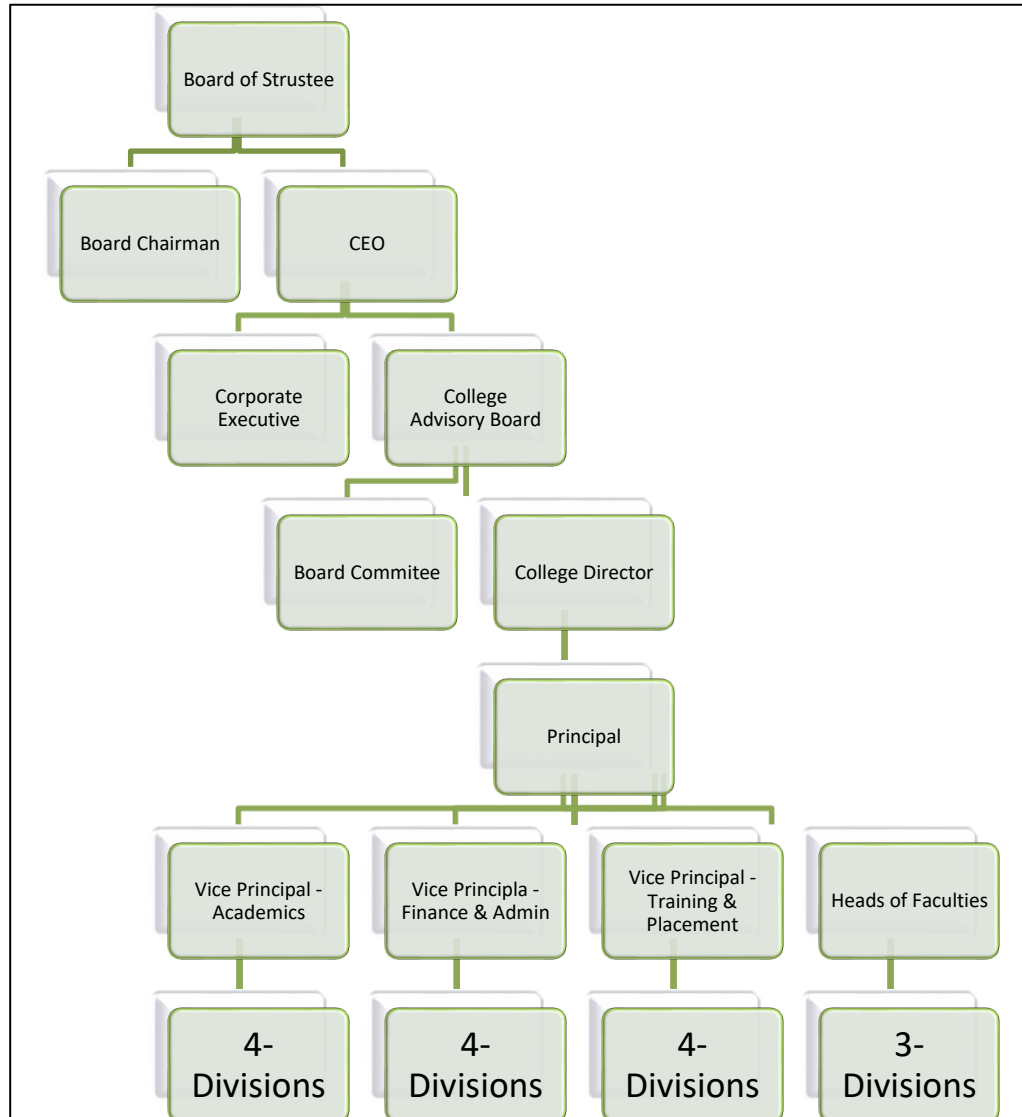 Board of Strustee
Board Chairman
CEO
Corporate
Executive
College
Advisory Board
Board Commitee
College Director
Principal
Vice Principal -
Academics
Vice Principla -
Finance & Admin
Vice Principal -
Training &
Placement
Heads of Faculties
4-
Divisions
4-
Divisions
4-
Divisions
3-
Divisions